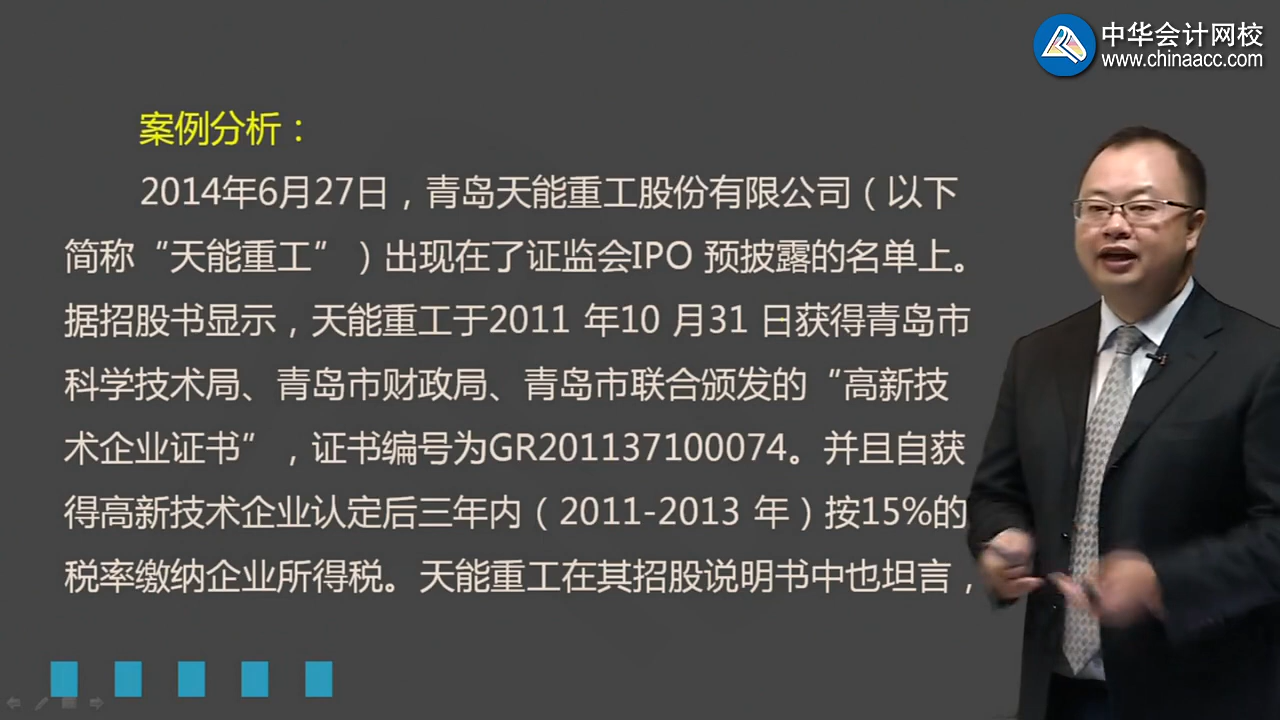 中华会计网校
www.chinaacc.com
案例分析：
2014年6月27日，青岛天能重工股份有限公司（以下
简称“天能重工”）出现在了证监会IPO 预披露的名单上。
据招股书显示，天能重工于2011 年10 月31 日获得青岛市
科学技术局、青岛市财政局、青岛市联合颁发的“高新技
术企业证书”，证书编号为GR201137100074。并且自获
得高新技术企业认定后三年内（2011-2013 年）按15%的
税率缴纳企业所得税。天能重工在其招股说明书中也坦言，